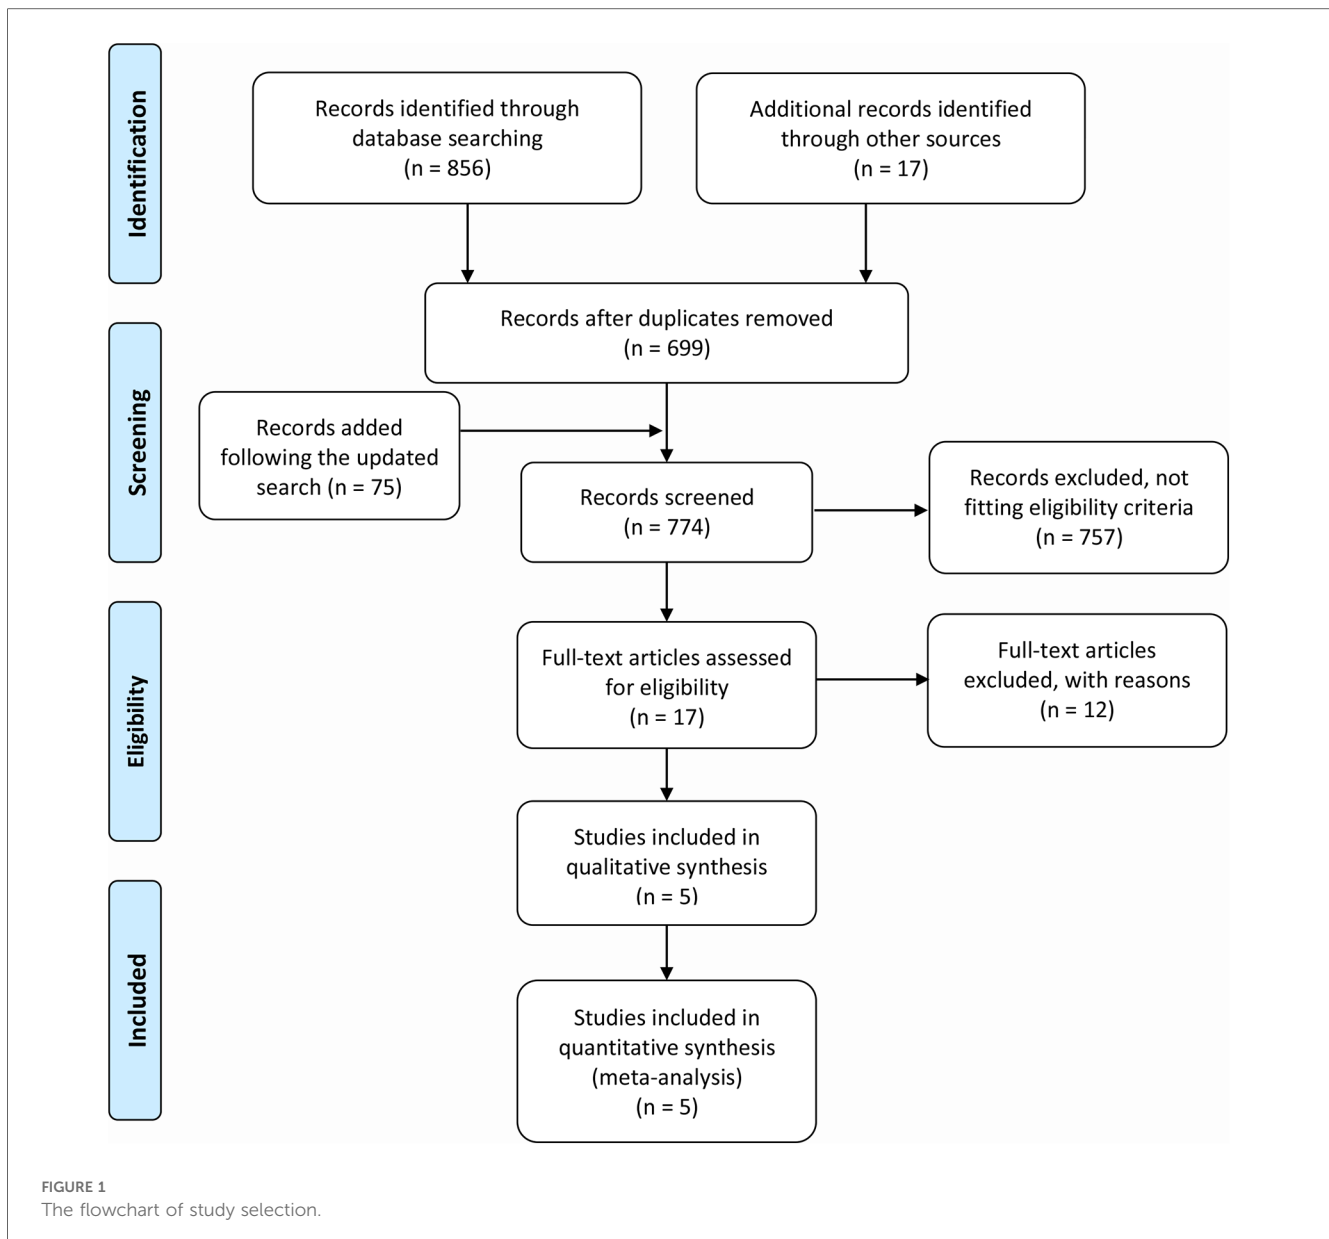 Identification
Records identified through
database searching
(n = 856)
Additional records identified
through other sources
(n = 17)
Records after duplicates removed
(n = 699)
Screening
Records added
following the updated
search (n = 75)
Records screened
(n = 774)
Records excluded, not
fitting eligibility criteria
(n = 757)
Eligibility
Full-text articles assessed
for eligibility
(n = 17)
Full-text articles
excluded, with reasons
(n = 12)
Studies included in
qualitative synthesis
(n = 5)
Included
Studies included in
quantitative synthesis
(meta-analysis)
(n = 5)
FIGURE 1
The flowchart of study selection.